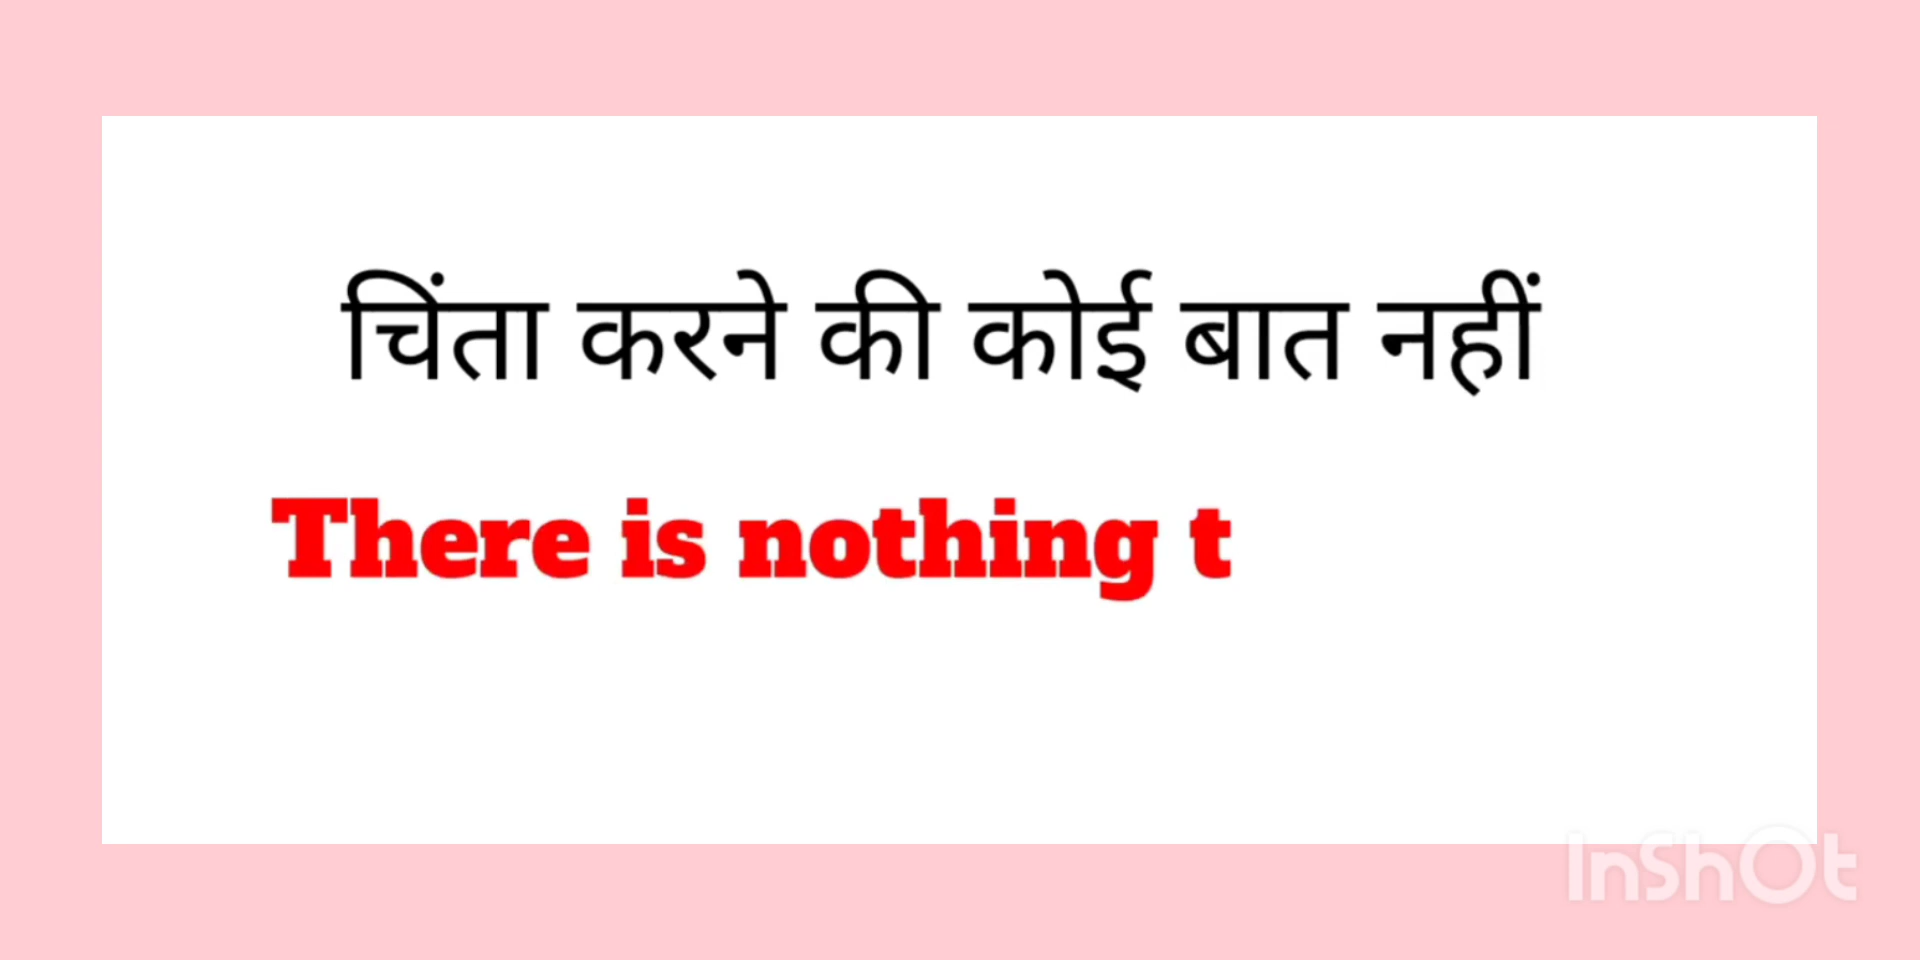 चिंता करने की कोई बात नहीं
There is nothing t
InShOt